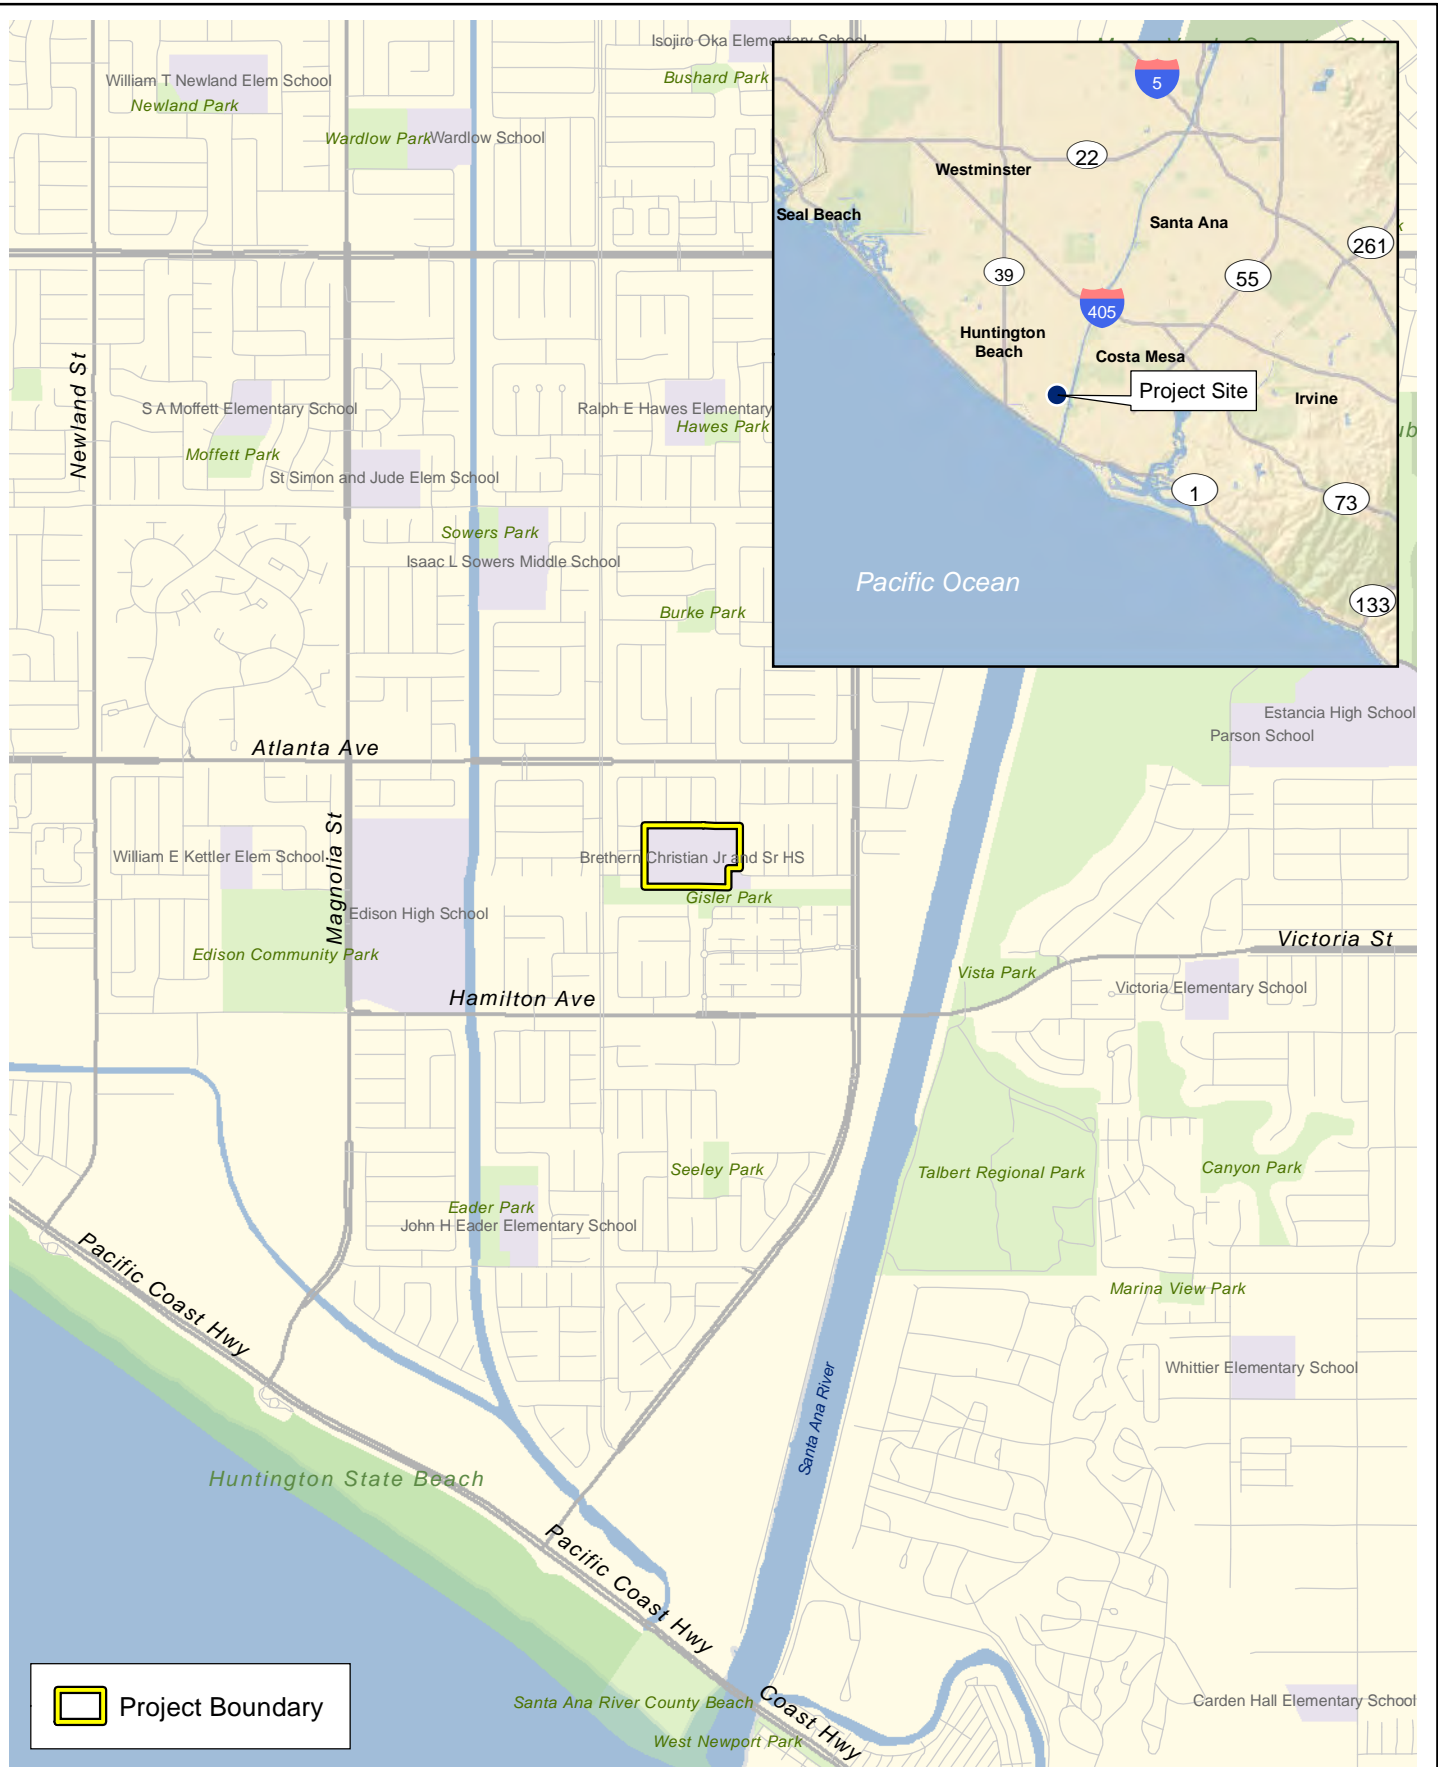 Isojiro Oka Elementary School
William T Newland Elem School
Bushard Park
Newland Park
Wardlow Park
Wardlow School
5
Westminster
22
Seal Beach
Santa Ana
261
39
55
405
Huntington
Beach
Costa Mesa
Project Site
Irvine
1
73
Pacific Ocean
133
Newland St
S A Moffett Elementary School
Ralph E Hawes Elementary
Hawes Park
Moffett Park
St Simon and Jude Elem School
Sowers Park
Isaac L Sowers Middle School
Burke Park
Estancia High School
Parson School
Atlanta Ave
Magnolia St
William E Kettler Elem School
Brethern Christian Jr and Sr HS
Gisler Park
Edison High School
Edison Community Park
Victoria St
Vista Park
Victoria Elementary School
Hamilton Ave
Seeley Park
Talbert Regional Park
Canyon Park
Eader Park
John H Eader Elementary School
Pacific Coast Hwy
Marina View Park
Whittier Elementary School
Santa Ana River
Huntington State Beach
Pacific Coast Hwy
Santa Ana River County Beach
Coast Hwy
Carden Hall Elementary School
West Newport Park
Project Boundary